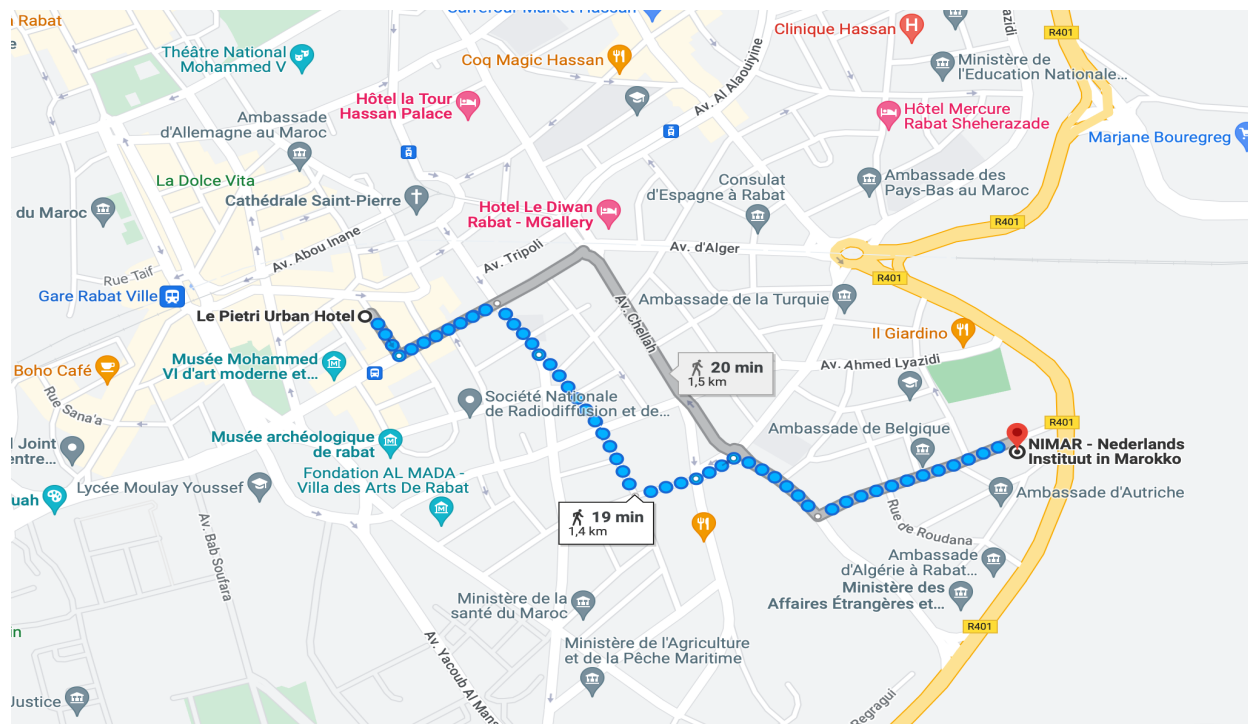 Carrefour Market Hassan
n Rabat
Clinique Hassan
R401
Théâtre National
Mohammed V
Coq Magic Hassan
Ministère de
l'Education Nationale...
Av. Al Alaouiyine
Hôtel la Tour
Hassan Palace
Hôtel Mercure
Rabat Sheherazade
Ambassade
d'Allemagne au Maroc
Marjane Bouregreg
La Dolce Vita
Consulat
d'Espagne à Rabat
Ambassade des
Pays-Bas au Maroc
Cathédrale Saint-Pierre
du Maroc
Hotel Le Diwan
Rabat - MGallery
R401
Av. Abou Inane
Av. Tripoli
Av. d'Alger
Rue Taif
R401
Gare Rabat Ville
Ambassade de la Turquie
Le Pietri Urban Hotel
Av. Chellah
Il Giardino
Musée Mohammed
VI d'art moderne et...
Av. Ahmed Lyazidi
Boho Café
20 min
1,5 km
Rue Sana'a
Société Nationale
de Radiodiffusion et de...
R401
Ambassade de Belgique
Musée archéologique
de rabat
NIMAR - Nederlands
Instituut in Marokko
l Joint
entre...
Fondation AL MADA -
Villa des Arts De Rabat
Lycée Moulay Youssef
Ambassade d'Autriche
uah
19 min
1,4 km
Rue de Roudana
Av. Bab Soufara
Ambassade
d'Algérie à Rabat...
Ministère des
Affaires Étrangères et...
Ministère de la
santé du Maroc
R401
in
Ministère de l'Agriculture
et de la Pêche Maritime
Av. Yacoub Al Man
Justice
Regragui